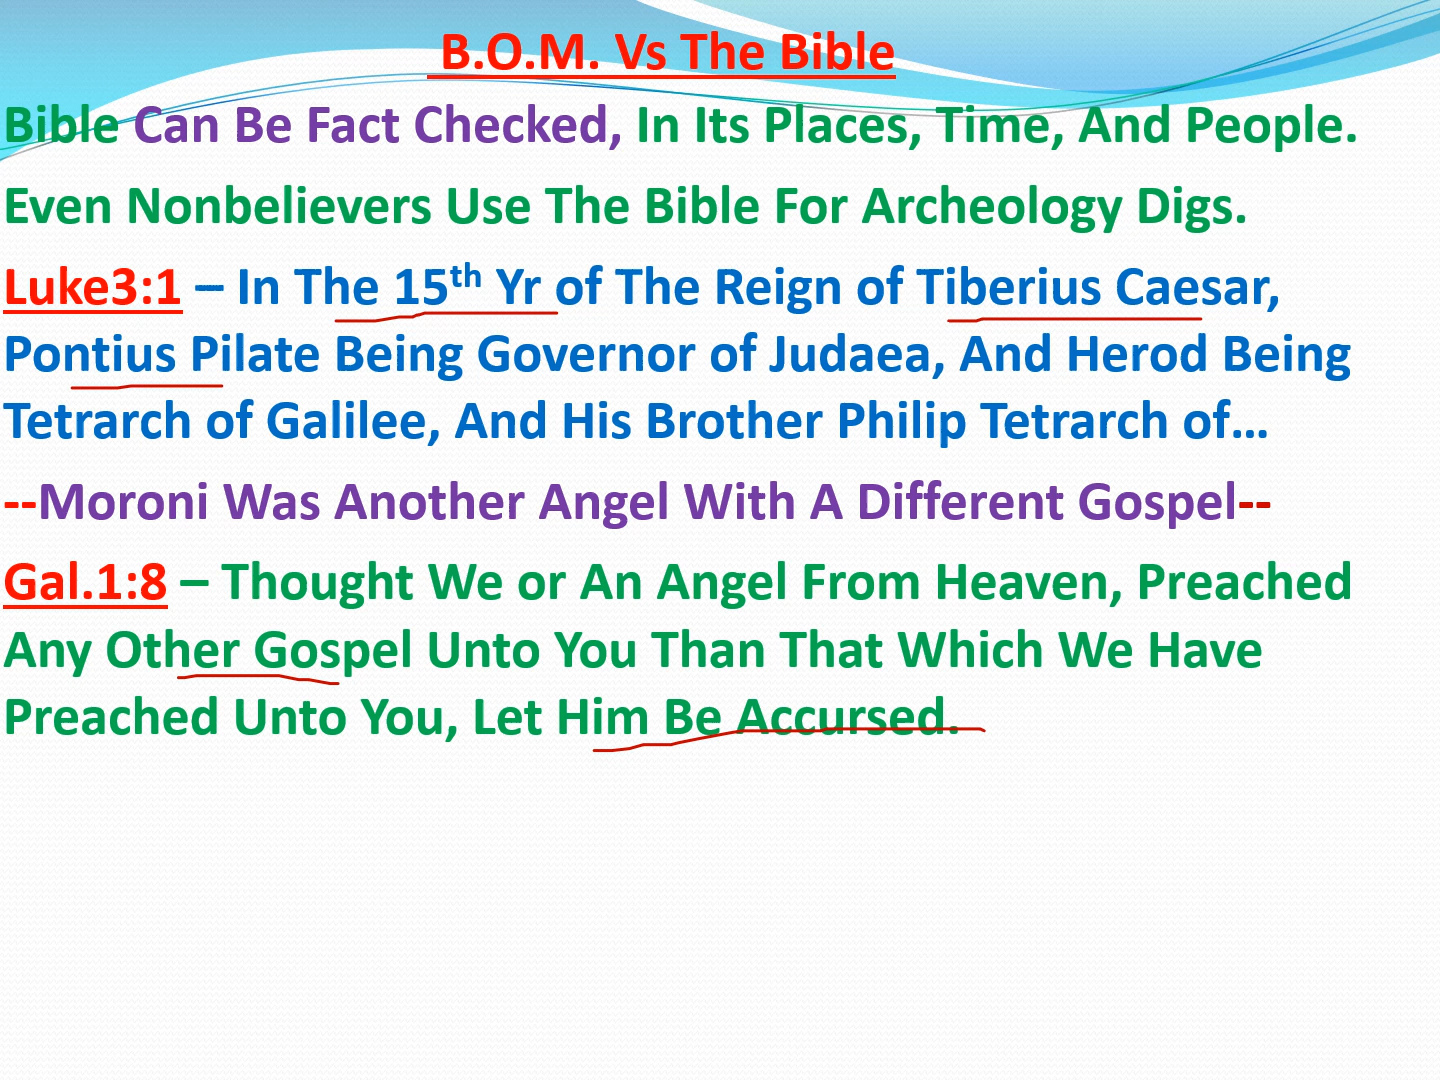 B.O.M. Vs The Bible
Bible Can Be Fact Checked, In Its Places, Time, And People.
Even Nonbelievers Use The Bible For Archeology Digs.
Luke3:1 – In The 15th Yr of The Reign of Tiberius Caesar,
Pontius Pilate Being Governor of Judaea, And Herod Being
Tetrarch of Galilee, And His Brother Philip Tetrarch of...
--Moroni Was Another Angel With A Different Gospel--
Gal.1:8 – Thought We or An Angel From Heaven, Preached
Any Other Gospel Unto You Than That Which We Have
Preached Unto You, Let Him Be Accursed.